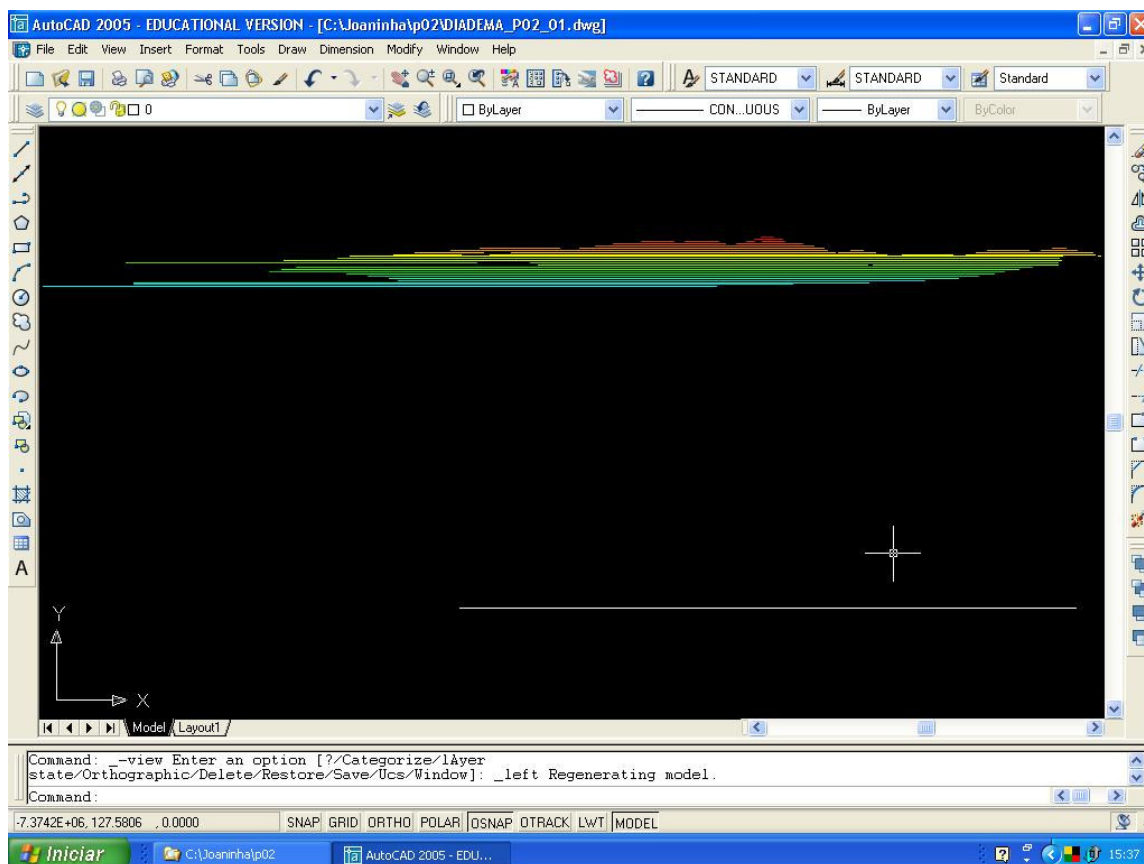 AutoCAD 2005 - EDUCATIONAL VERSION - [C:\Joaninha\p02\DIADEMA_P02_01.dwg]
File Edit View Insert Format Tools Draw Dimension Modify Window Help
STANDARD STANDARD Standard
0 ByLayer CON...UOUS ByLayer ByColor
A
Y
X
Model Layout1
Command: _-view Enter an option [?/Categorize/lAyer
state/Orthographic/Delete/Restore/Save/Ucs/Window]: _left Regenerating model.
Command:
-7.3742E+06, 127.5806 , 0.0000 SNAP GRID ORTHO POLAR OSNAP OTRACK LWT MODEL
Iniciar C:\Joaninha\p02 AutoCAD 2005 - EDU... 15:37